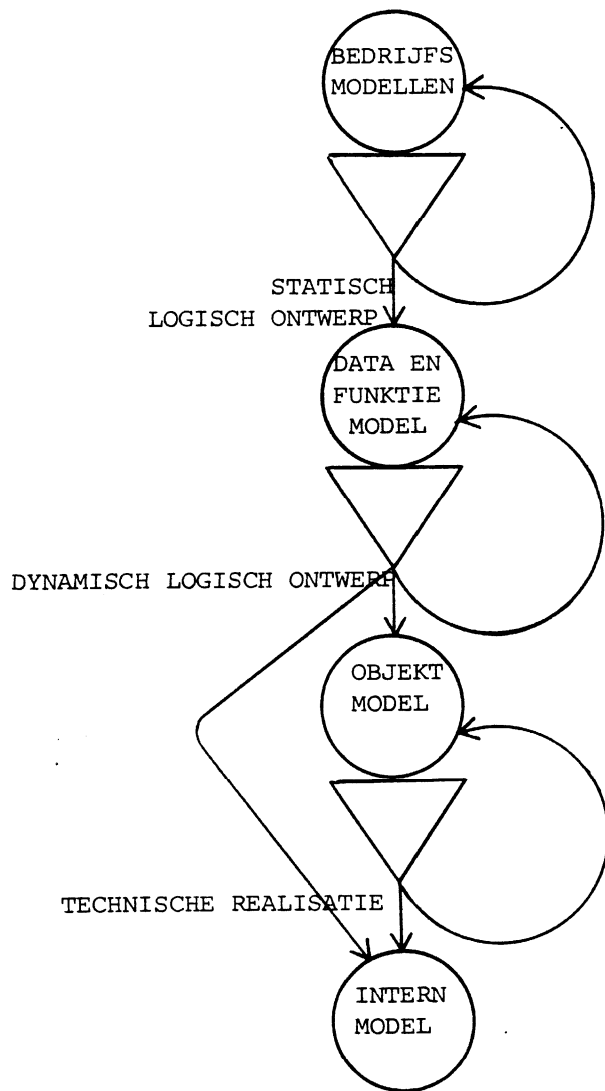 BEDRIJFS
MODELLEN
STATISCH
LOGISCH ONTWERP
DATA EN
FUNKTIE
MODEL
DYNAMISCH LOGISCH ONTWERP
OBJEKT
MODEL
TECHNISCHE REALISATIE
INTERN
MODEL